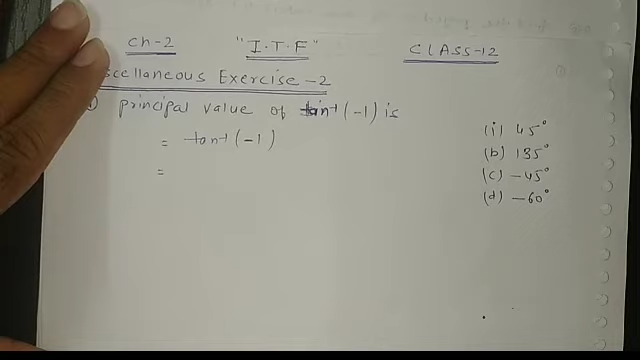 Ch-2 "I.T.F" CLASS-12
scellaneous Exercise-2
principal value of tan⁻¹(-1) is
= tan⁻¹(-1)
=
(i) 45°
(b) 135°
(c) -45°
(d) -60°